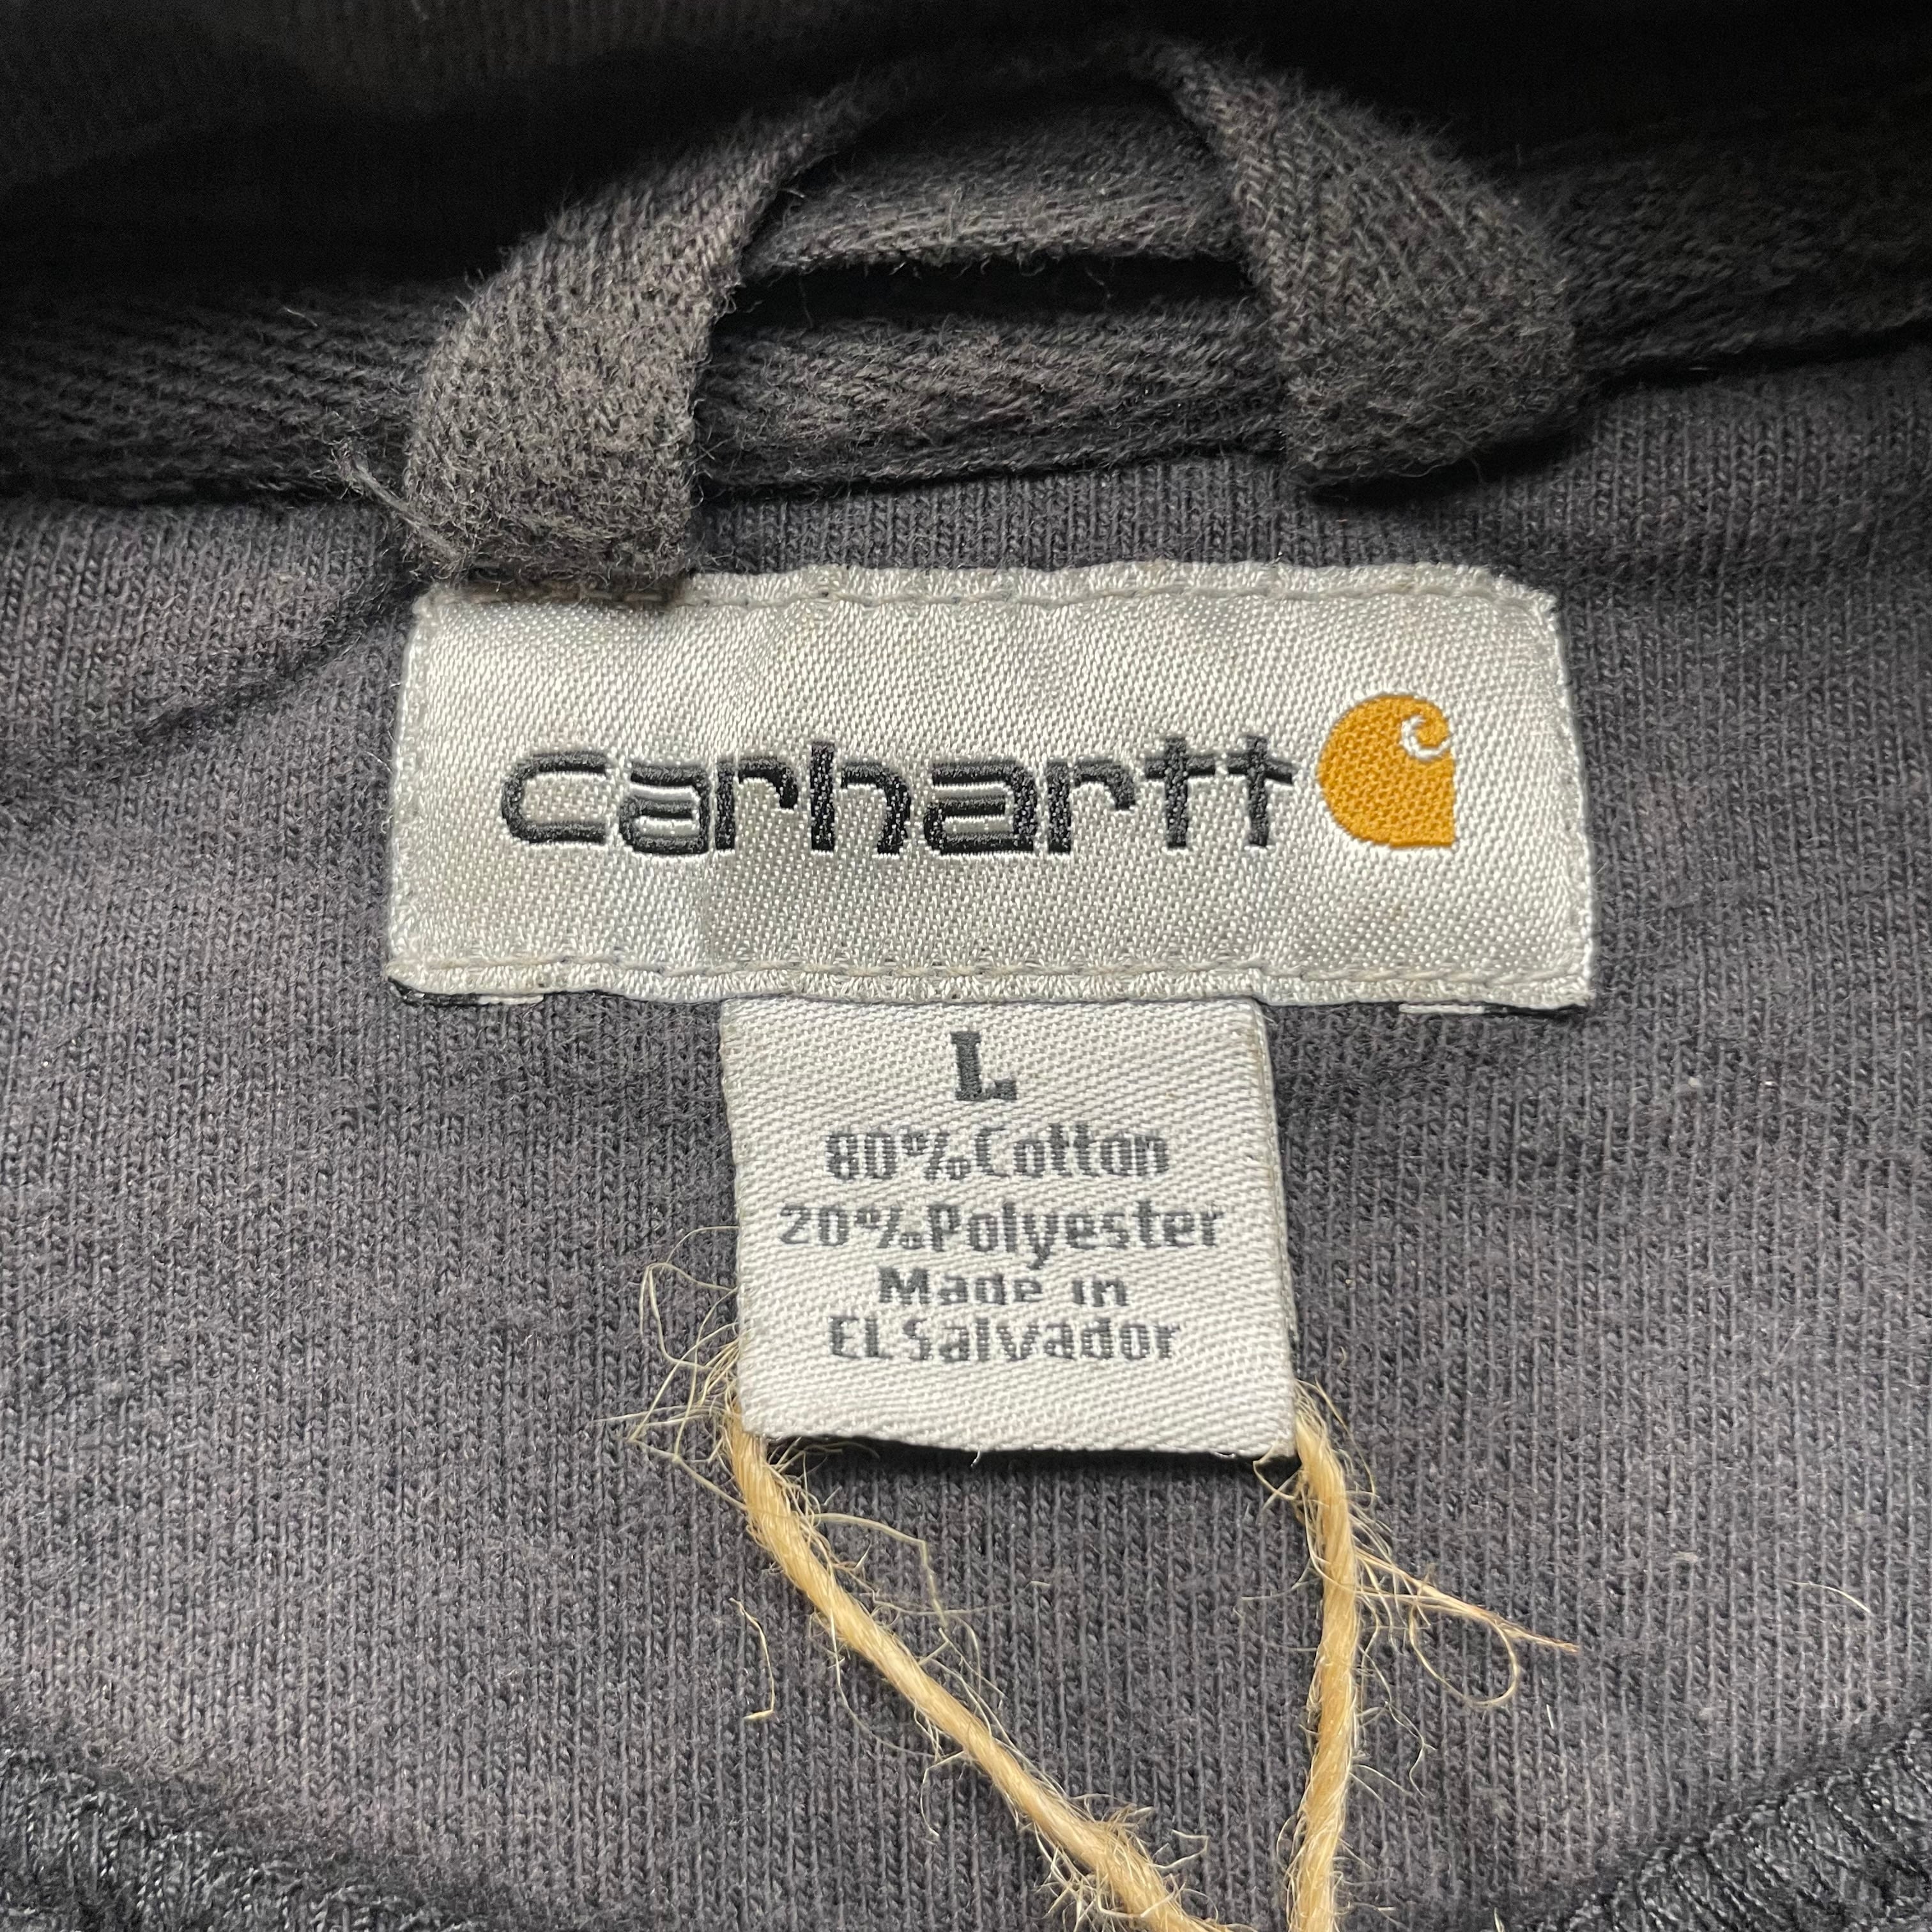 carhartt
L
80% Cotton
20% Polyester
Made in
EL Salvador